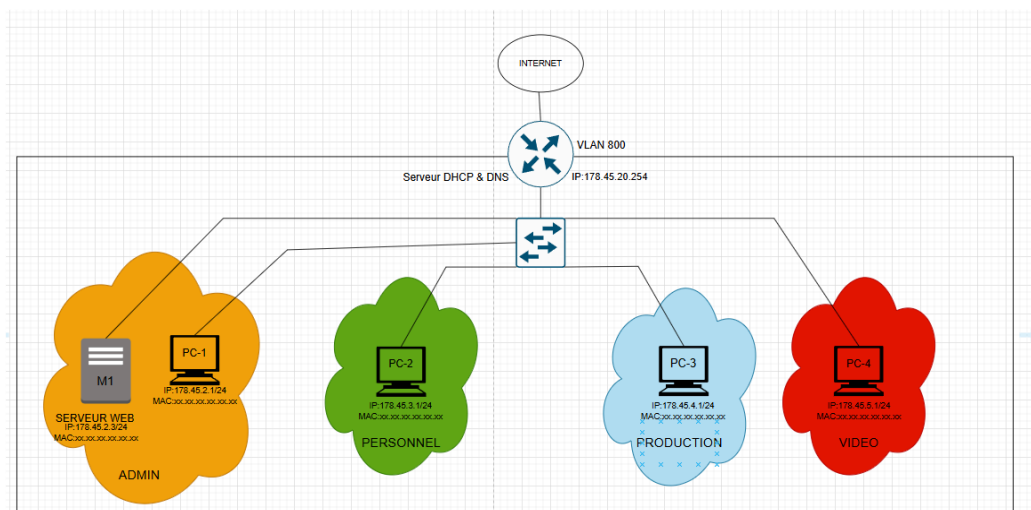 INTERNET
VLAN 800
Serveur DHCP & DNS
IP:178.45.20.254
M1
SERVEUR WEB
IP:178.45.2.3/24
MAC:xx.xx.xx.xx.xx.xx
PC-1
IP:178.45.2.1/24
MAC:xx.xx.xx.xx.xx.xx
ADMIN
PC-2
IP:178.45.3.1/24
MAC:xx.xx.xx.xx.xx.xx
PERSONNEL
PC-3
IP:178.45.4.1/24
MAC:xx.xx.xx.xx.xx.xx
PRODUCTION
PC-4
IP:178.45.5.1/24
MAC:xx.xx.xx.xx.xx.xx
VIDEO